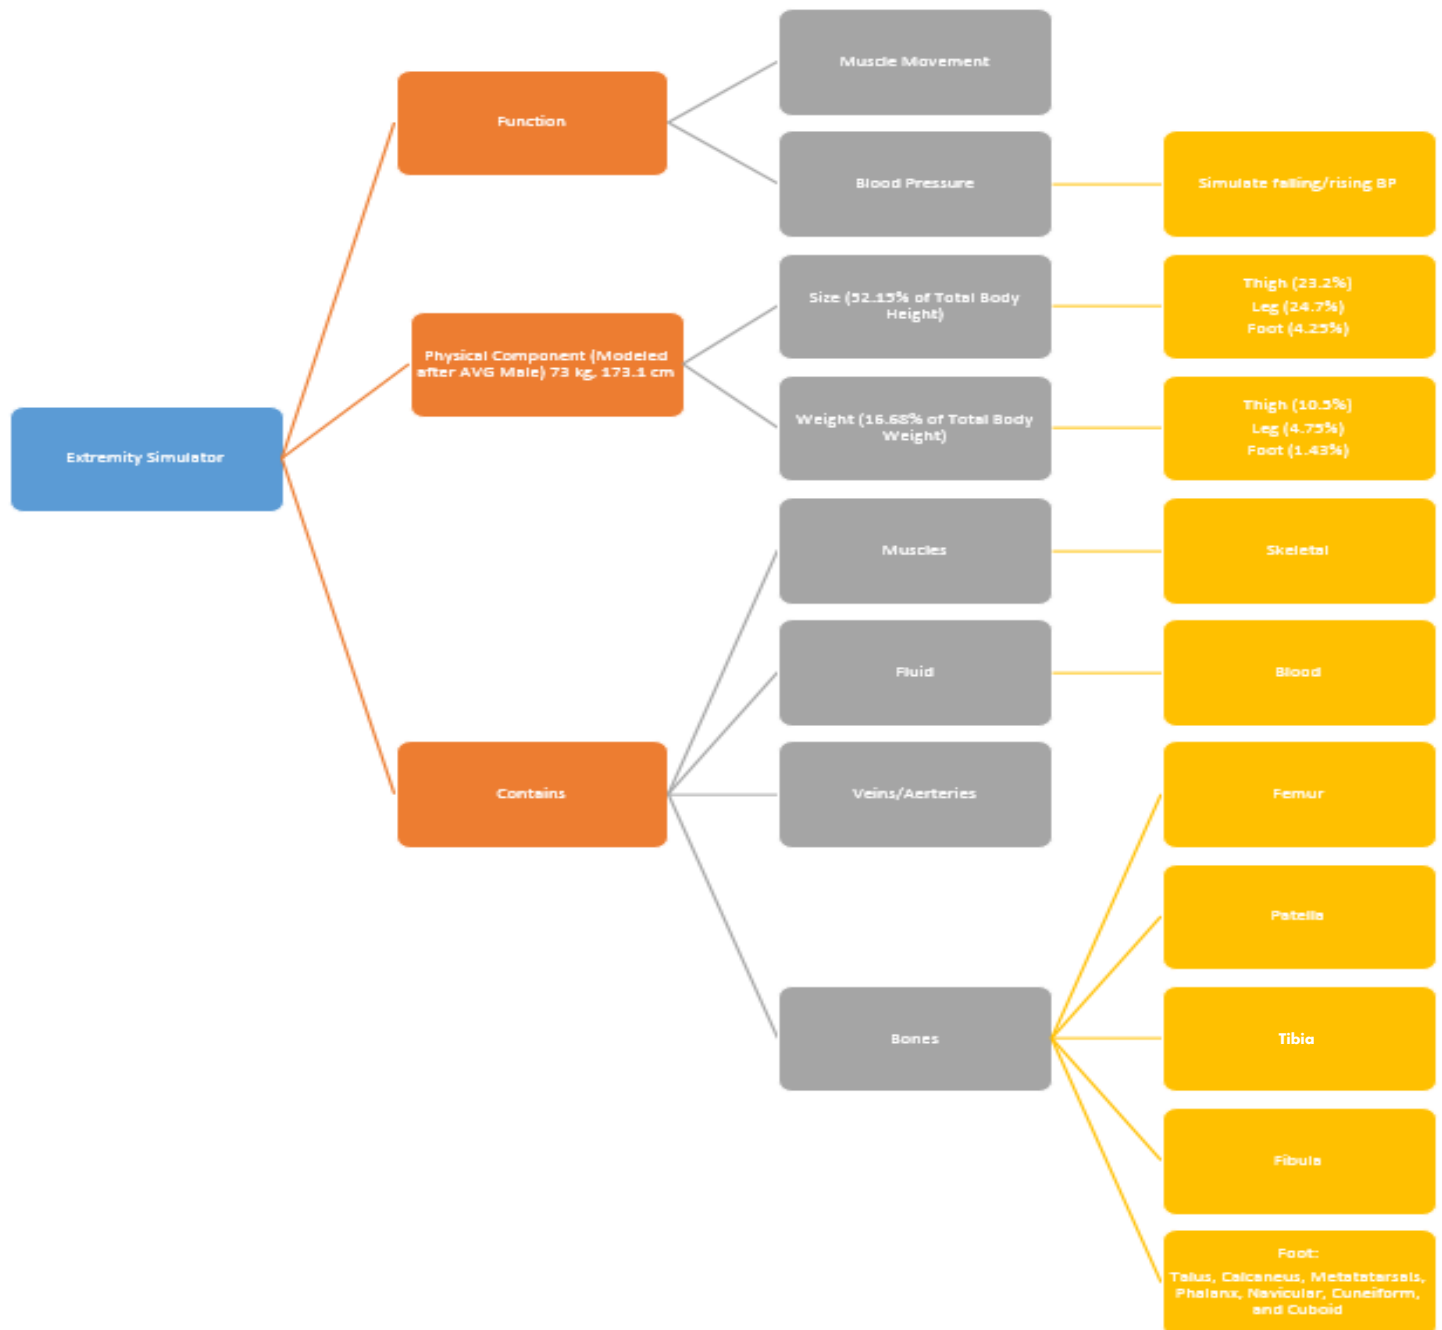 Muscle Movement
Function
Blood Pressure
Simulate falling/rising BP
Size (52.15% of Total Body
Height)
Thigh (23.2%)
Leg (24.7%)
Foot (4.25%)
Physical Component (Modeled
after AVG Male) 73 kg, 173.1 cm
Weight (16.68% of Total Body
Weight)
Thigh (10.5%)
Leg (4.75%)
Foot (1.43%)
Extremity Simulator
Muscles
Skeletal
Fluid
Blood
Contains
Veins/Aerteries
Femur
Patella
Bones
Tibia
Fibula
Foot:
Talus, Calcaneus, Metatatarsals,
Phalanx, Navicular, Cuneiform,
and Cuboid